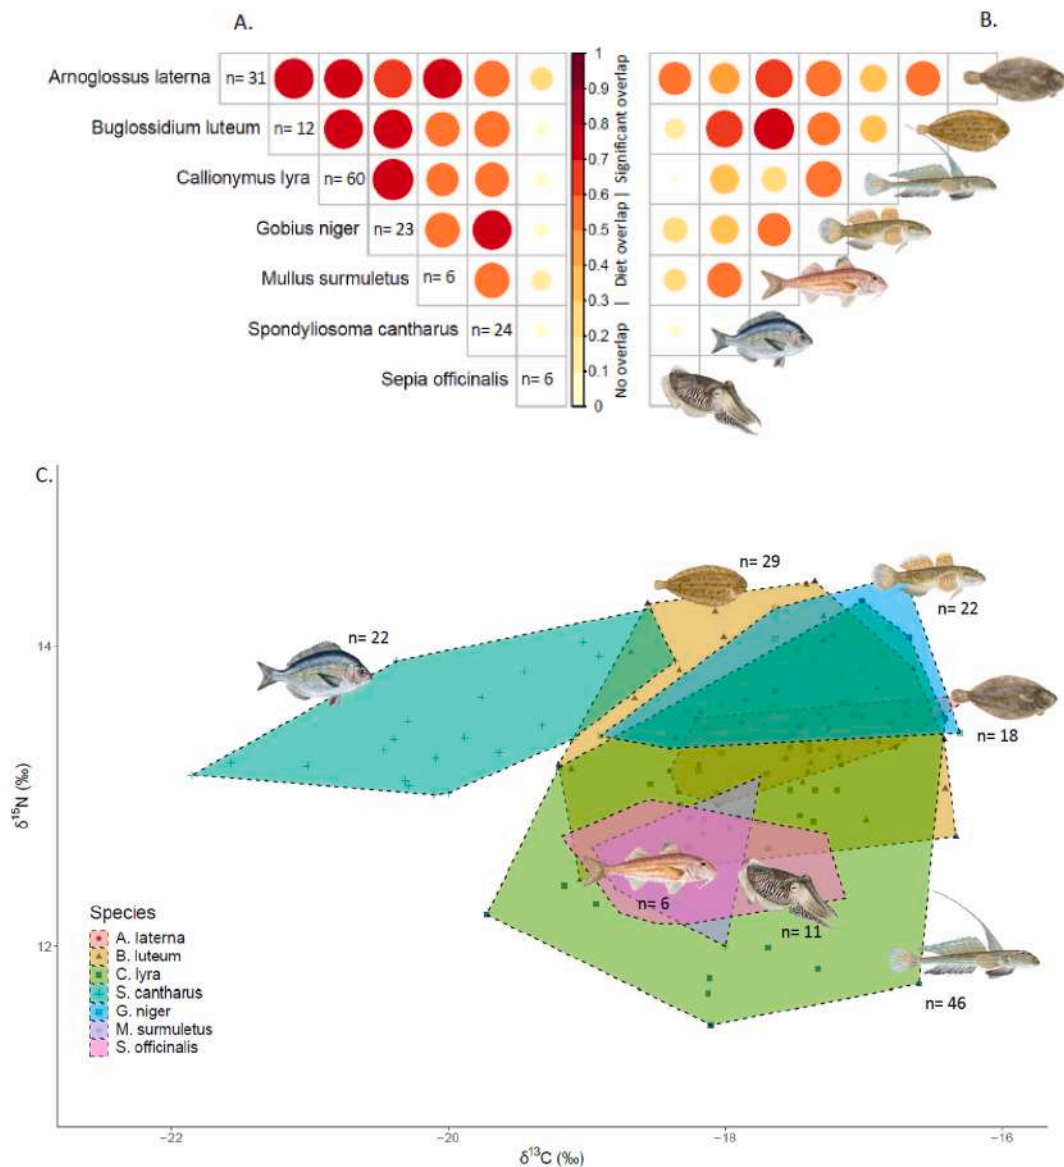 A.
B.
Arnoglossus laterna n= 31
Buglossidium luteum n= 12
Callionymus lyra n= 60
Gobius niger n= 23
Mullus surmuletus n= 6
Spondyliosoma cantharus n= 24
Sepia officinalis n= 6
1
0.9
0.8
0.7
0.6
0.5
0.4
0.3
0.2
0.1
0
No overlap | Diet overlap | Significant overlap
C.
n= 29
n= 22
n= 22
n= 18
n= 6
n= 11
n= 46
14
12
δ15N (‰)
Species
A. laterna
B. luteum
C. lyra
S. cantharus
G. niger
M. surmuletus
S. officinalis
−22
−20
−18
−16
δ13C (‰)